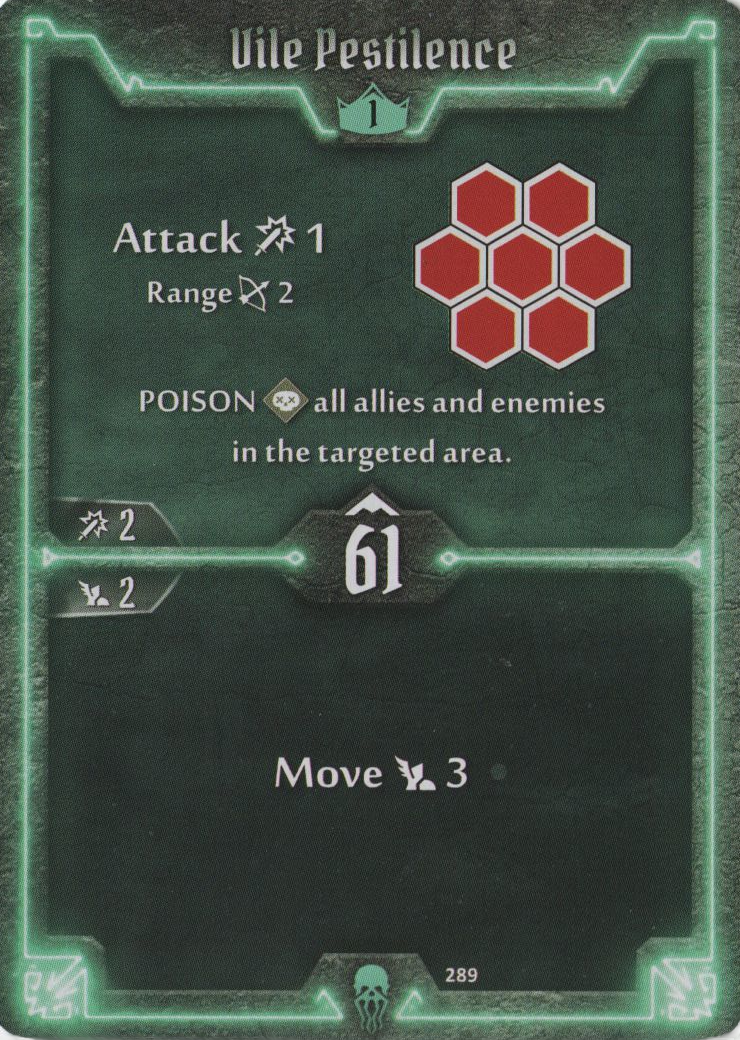 Vile Pestilence
1
Attack 1
Range 2
POISON all allies and enemies
in the targeted area.
2
61
2
Move 3
289